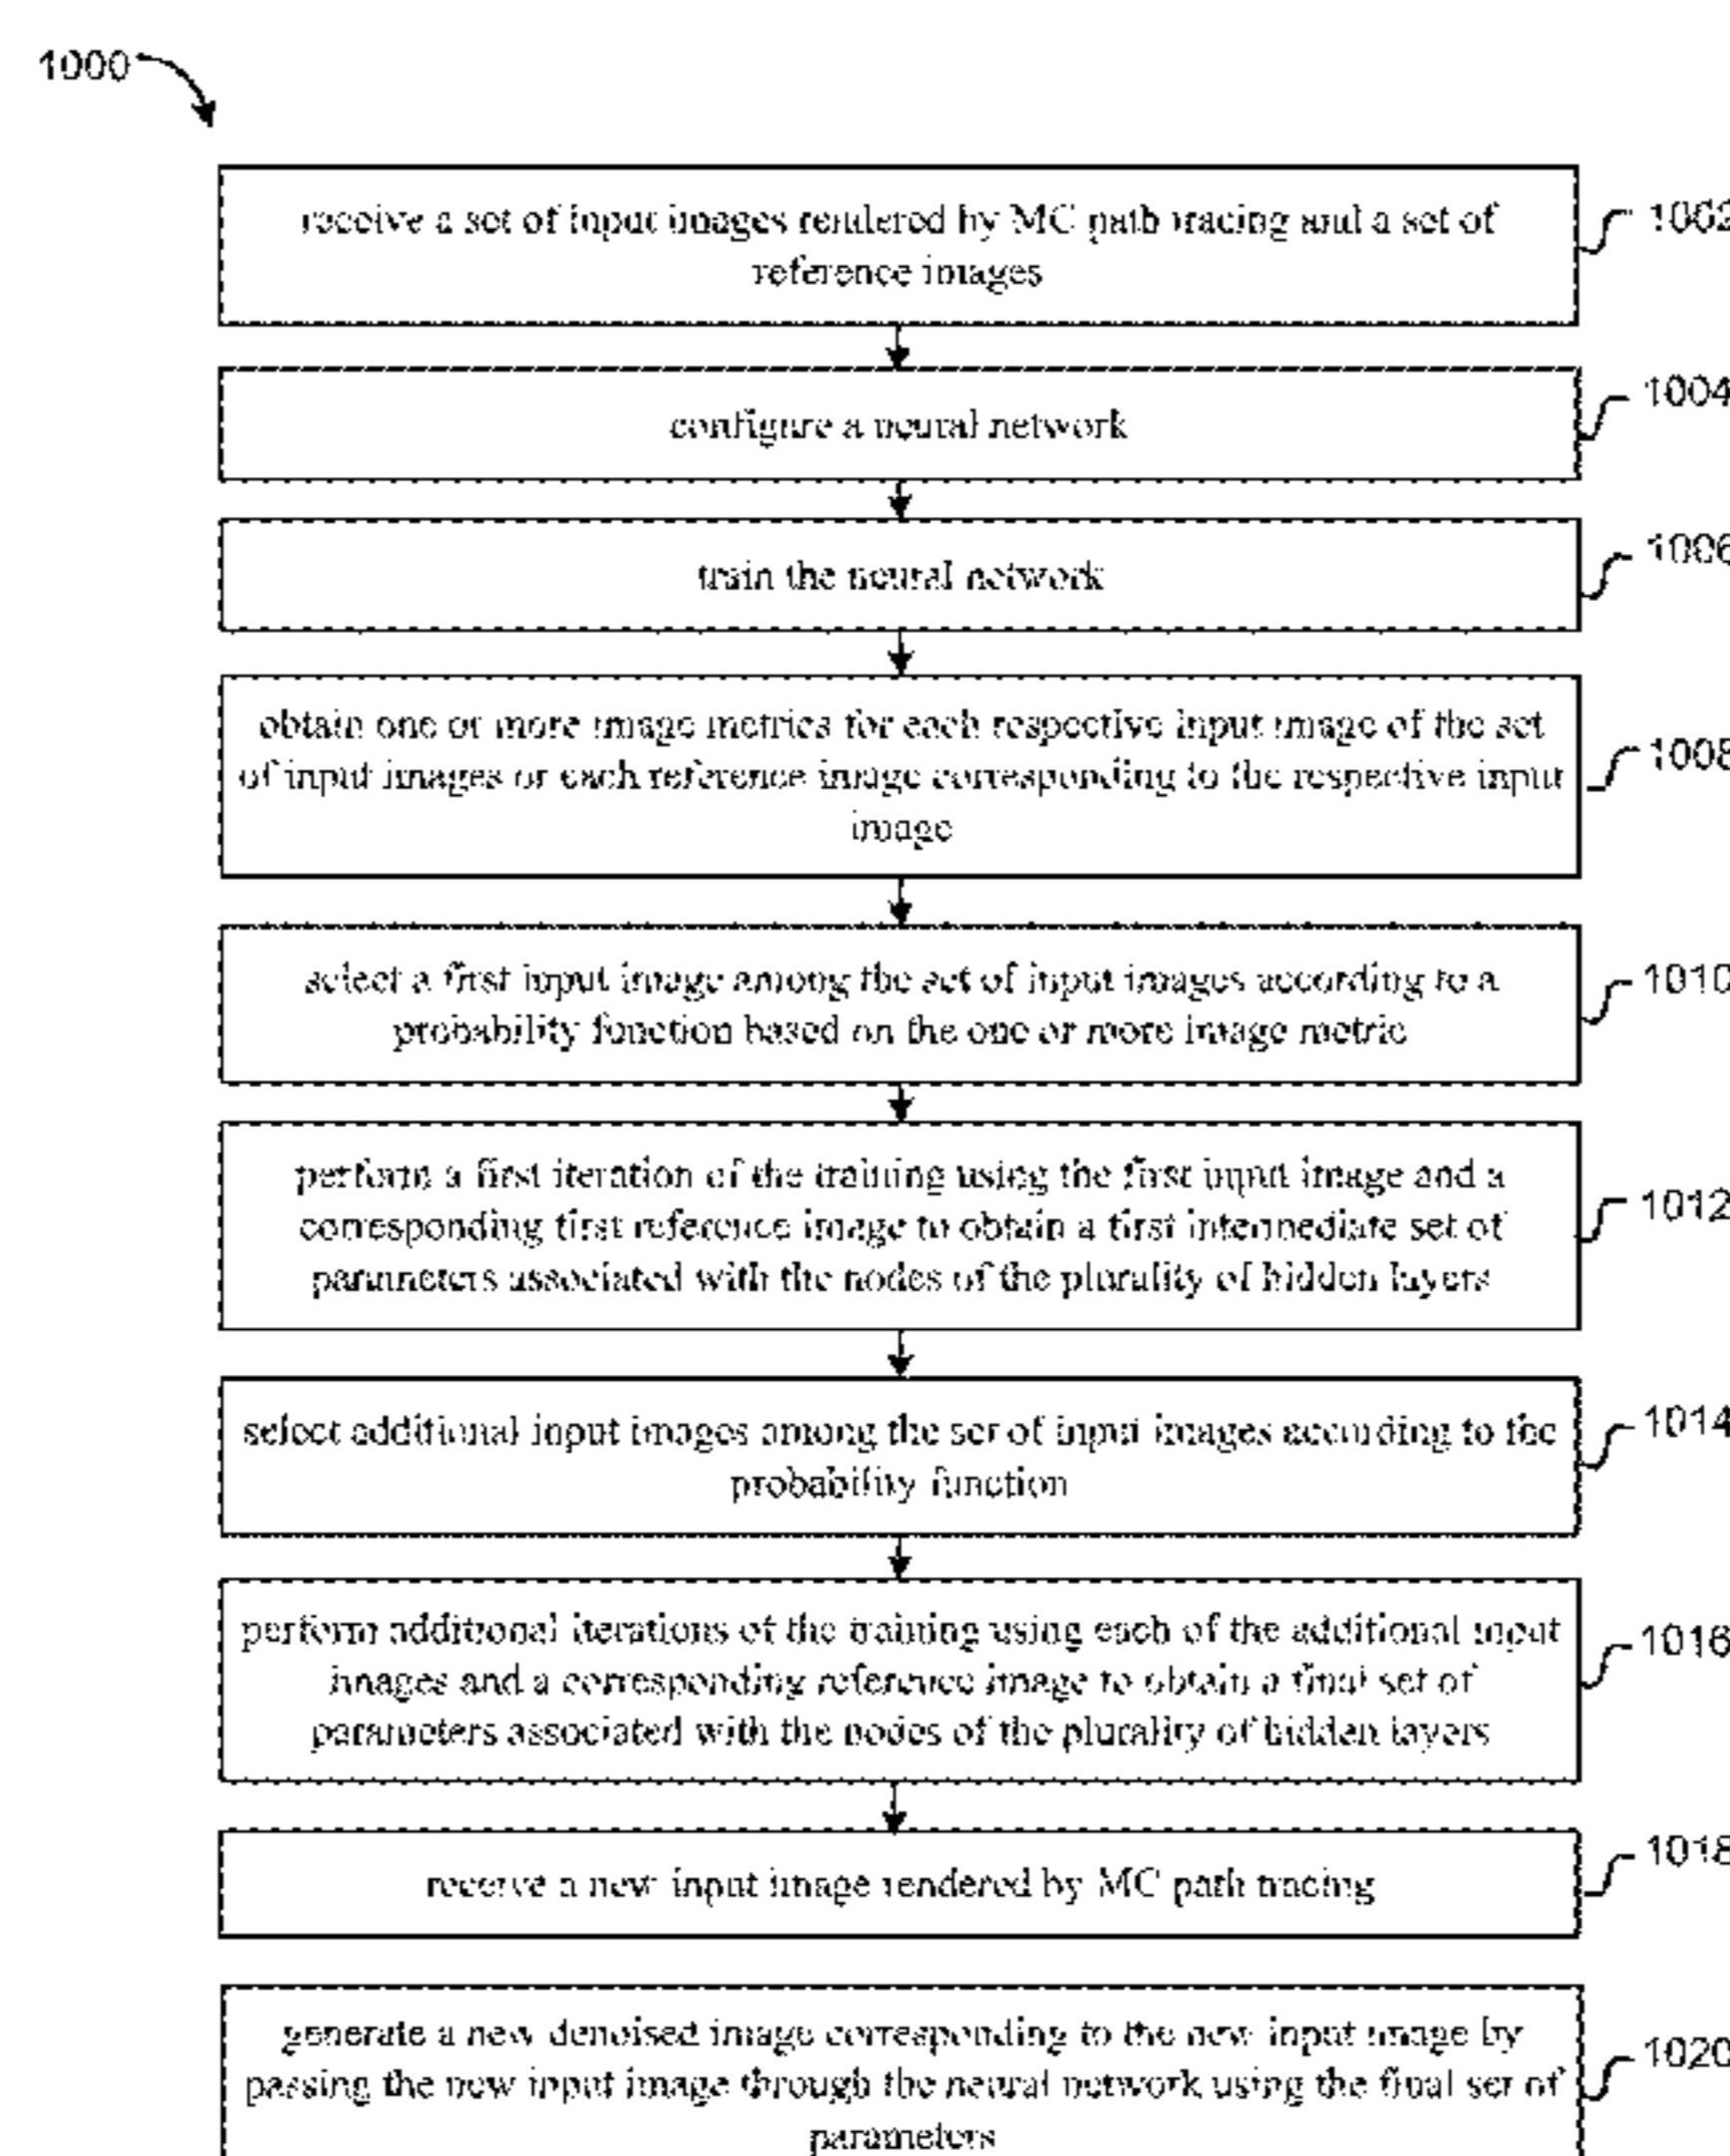 1000
receive a set of input images rendered by MC path tracing and a set of
reference images
1002
configure a neural network
1004
train the neural network
1006
obtain one or more image metrics for each respective input image of the set
of input images or each reference image corresponding to the respective input
image
1008
select a first input image among the set of input images according to a
probability function based on the one or more image metric
1010
perform a first iteration of the training using the first input image and a
corresponding first reference image to obtain a first intermediate set of
parameters associated with the nodes of the plurality of hidden layers
1012
select additional input images among the set of input images according to the
probability function
1014
perform additional iterations of the training using each of the additional input
images and a corresponding reference image to obtain a final set of
parameters associated with the nodes of the plurality of hidden layers
1016
receive a new input image rendered by MC path tracing
1018
generate a new denoised image corresponding to the new input image by
passing the new input image through the neural network using the final set of
parameters
1020